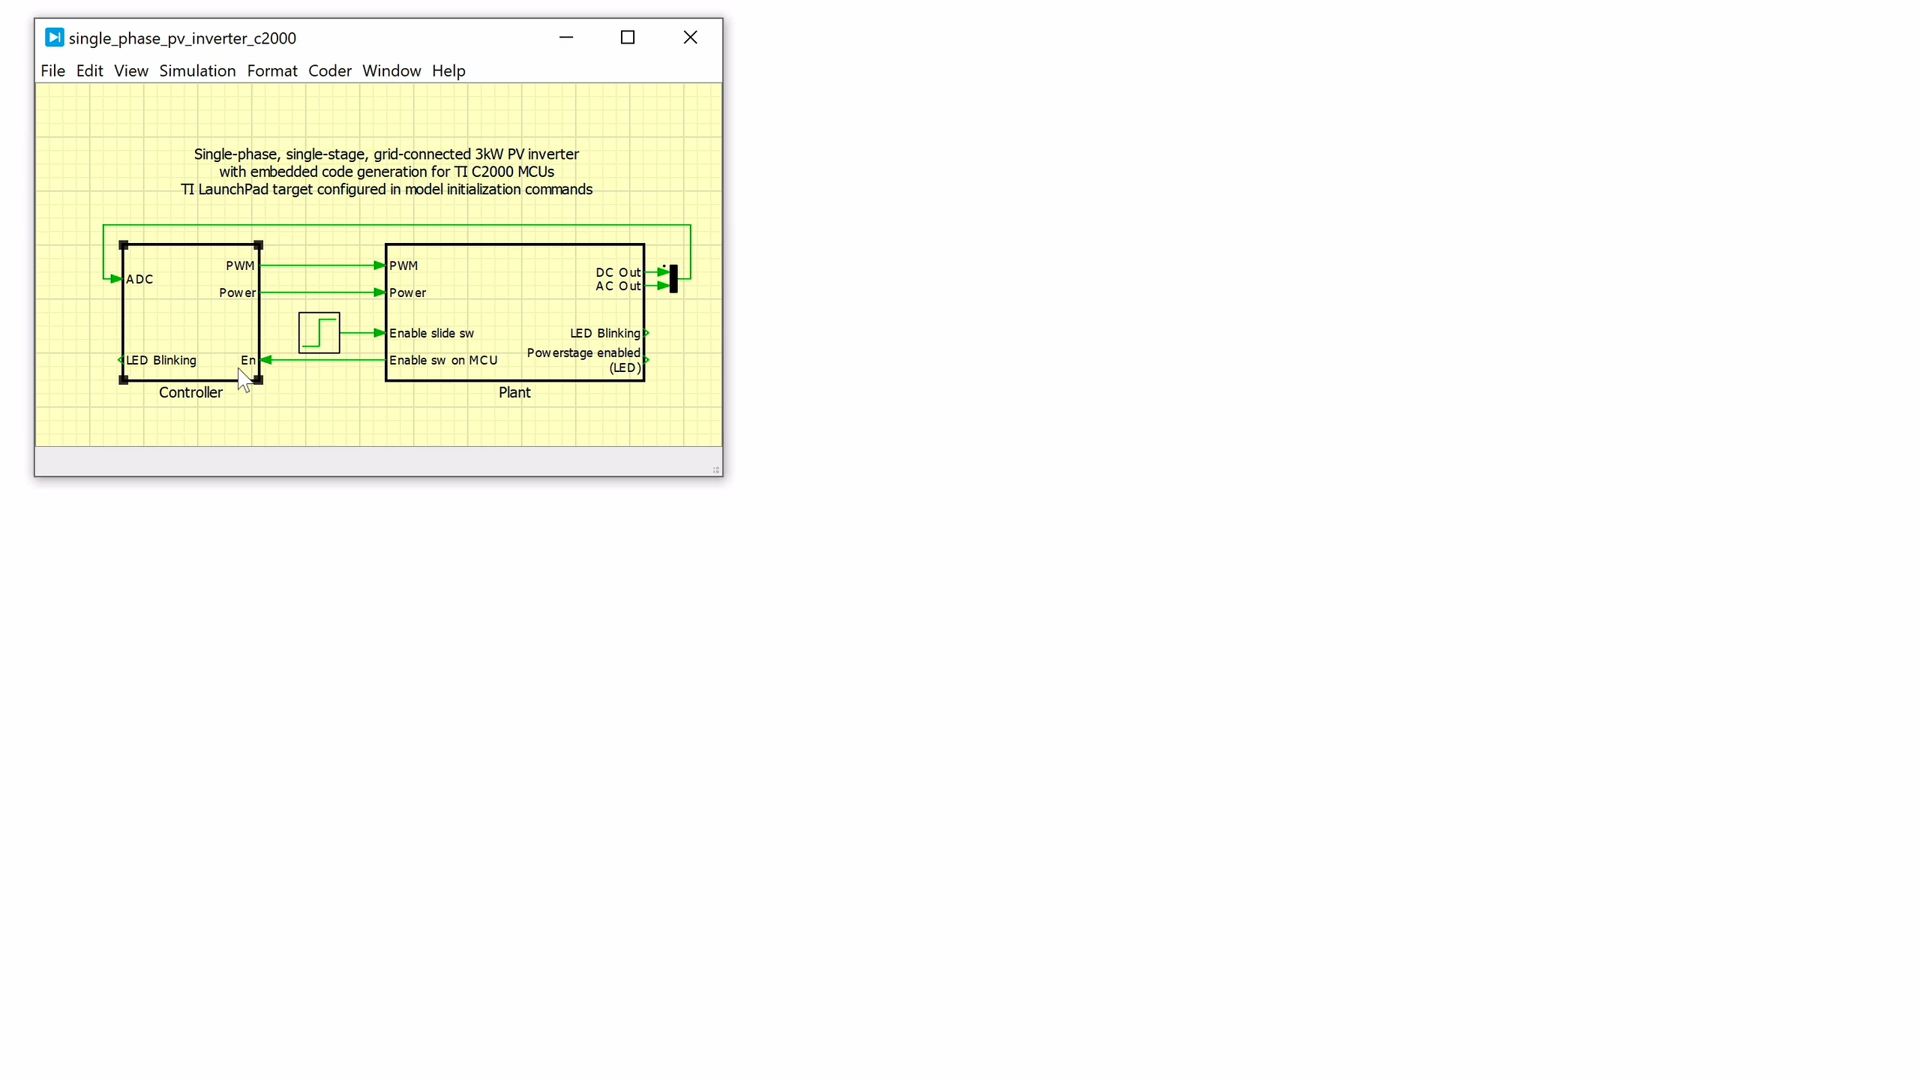 single_phase_pv_inverter_c2000
File Edit View Simulation Format Coder Window Help
Single-phase, single-stage, grid-connected 3kW PV inverter
with embedded code generation for TI C2000 MCUs
TI LaunchPad target configured in model initialization commands
ADC
PWM
Power
LED Blinking
En
Controller
PWM
Power
Enable slide sw
Enable sw on MCU
DC Out
AC Out
LED Blinking
Powerstage enabled
(LED)
Plant